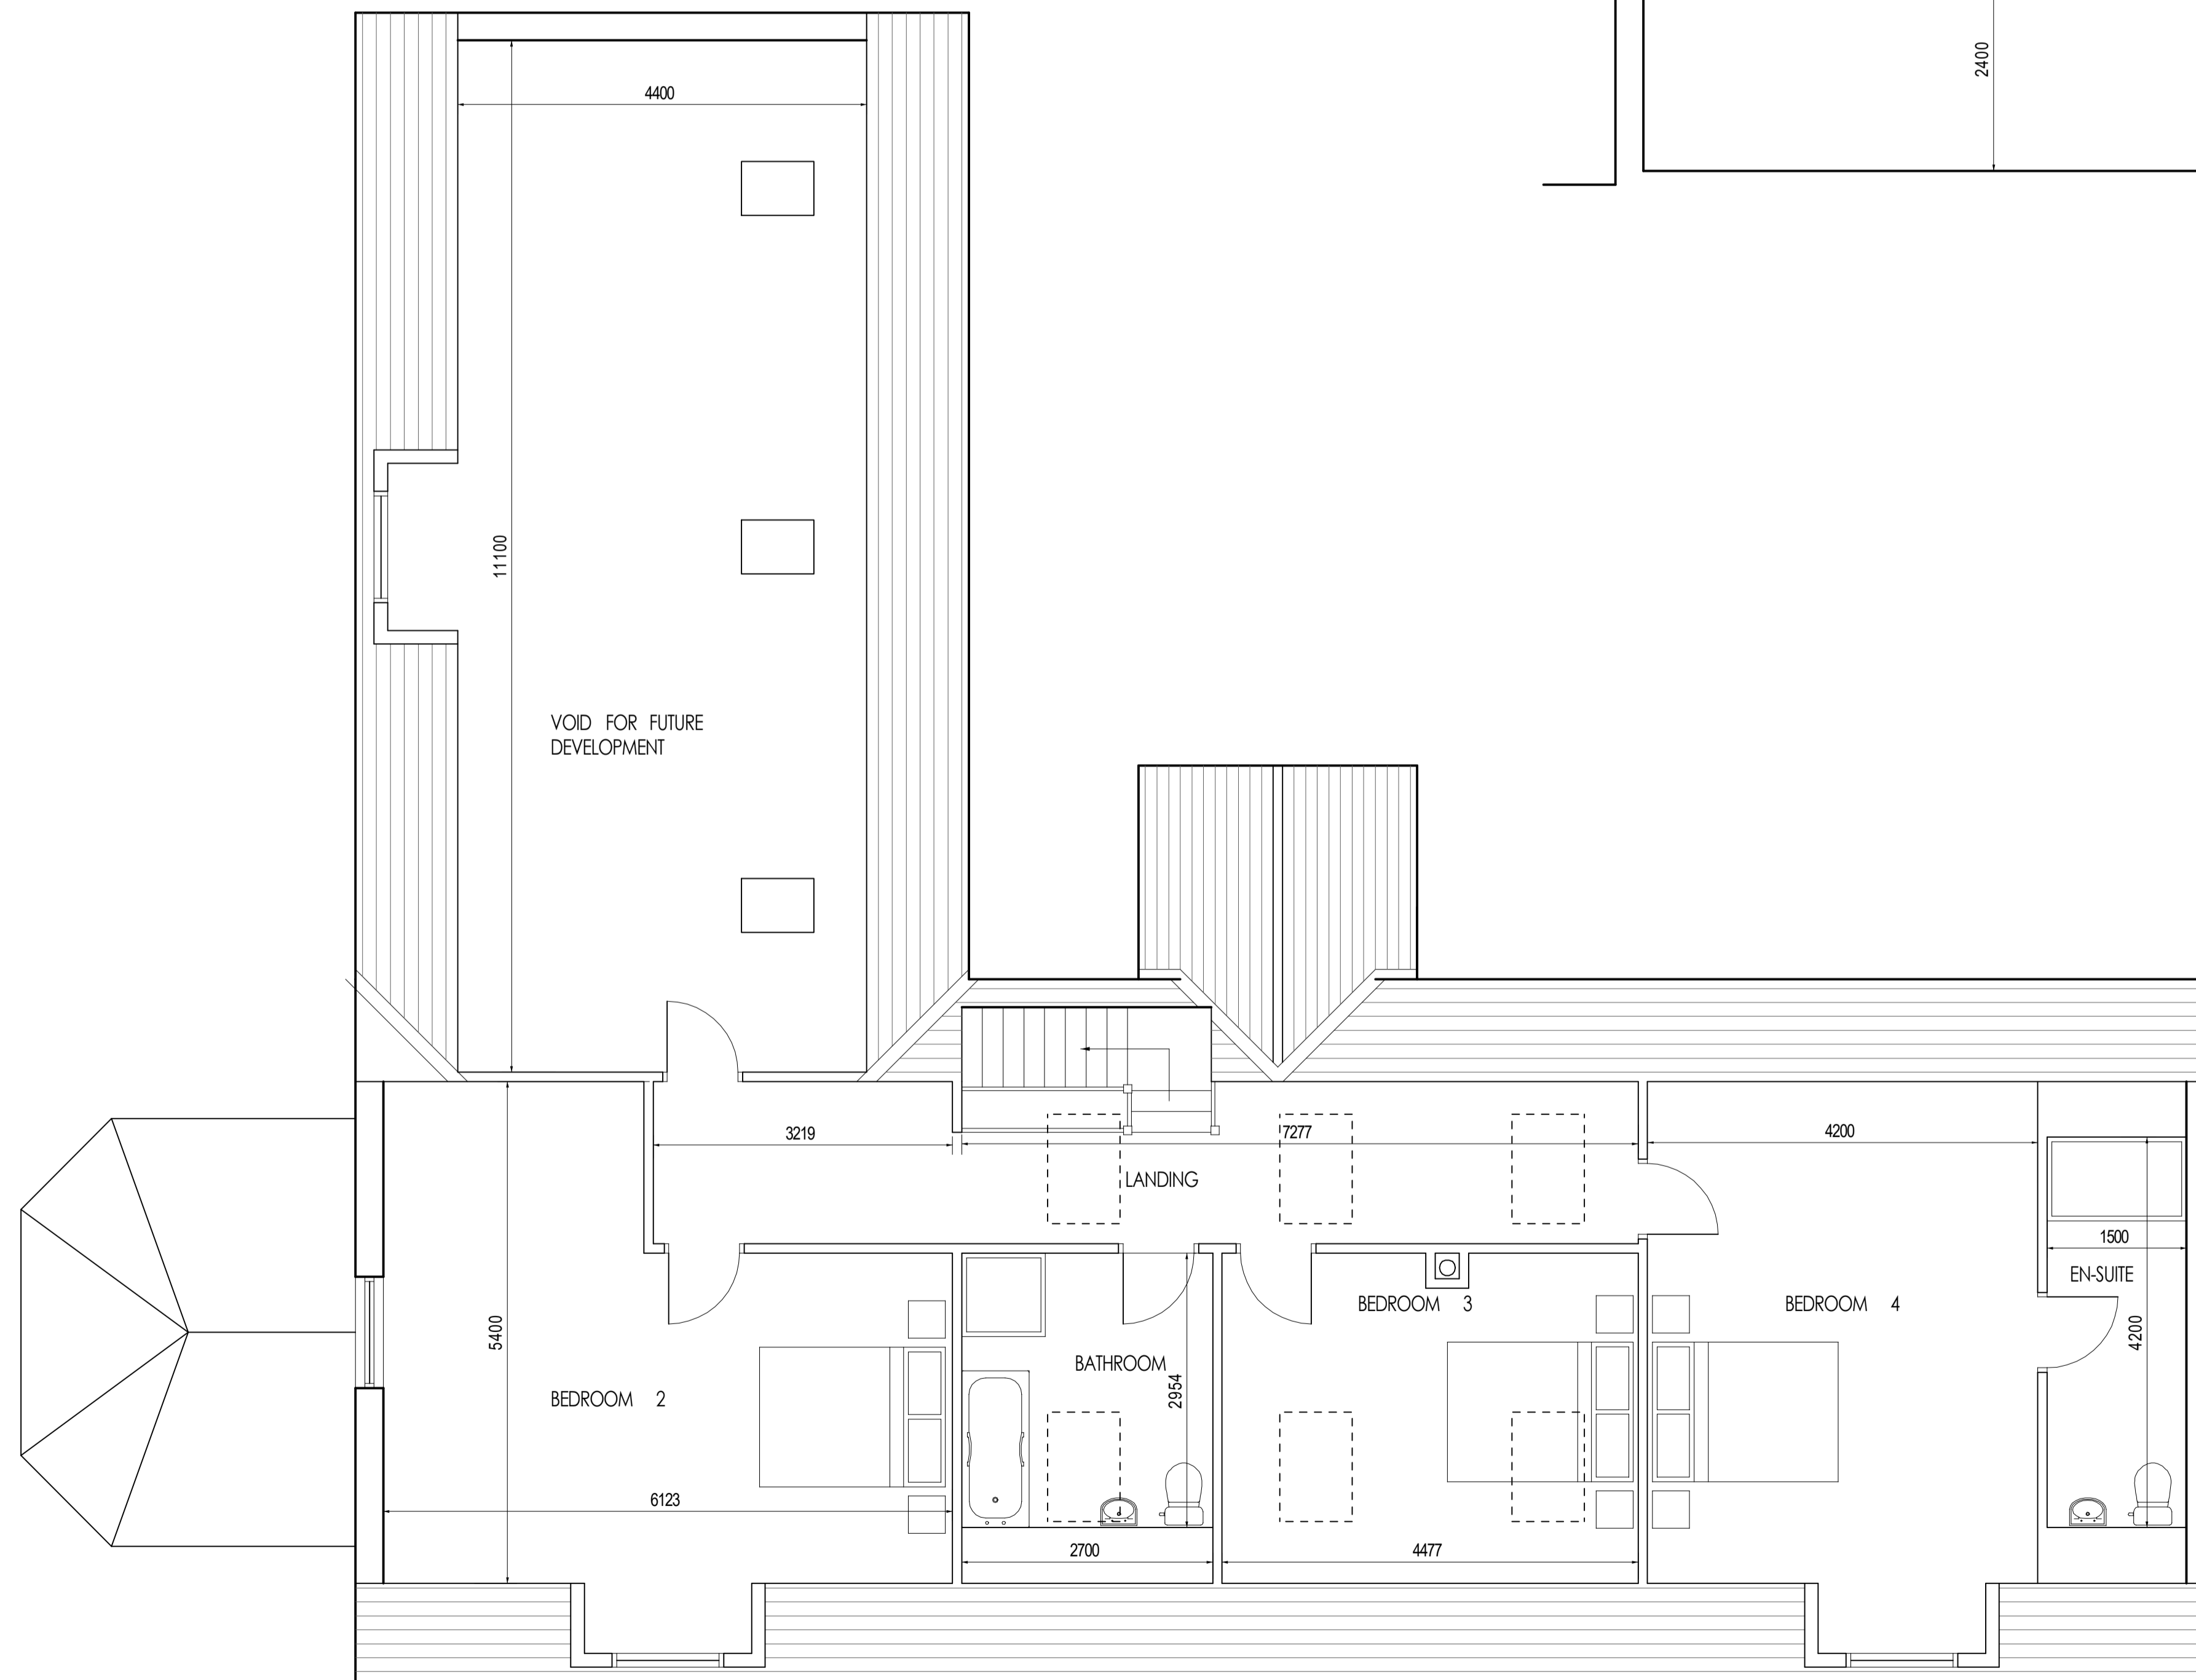 2400
4400
11100
VOID FOR FUTURE
DEVELOPMENT
3219
7277
4200
LANDING
1500
EN-SUITE
BEDROOM 3
BEDROOM 4
5400
4200
BATHROOM
2954
BEDROOM 2
6123
2700
4477